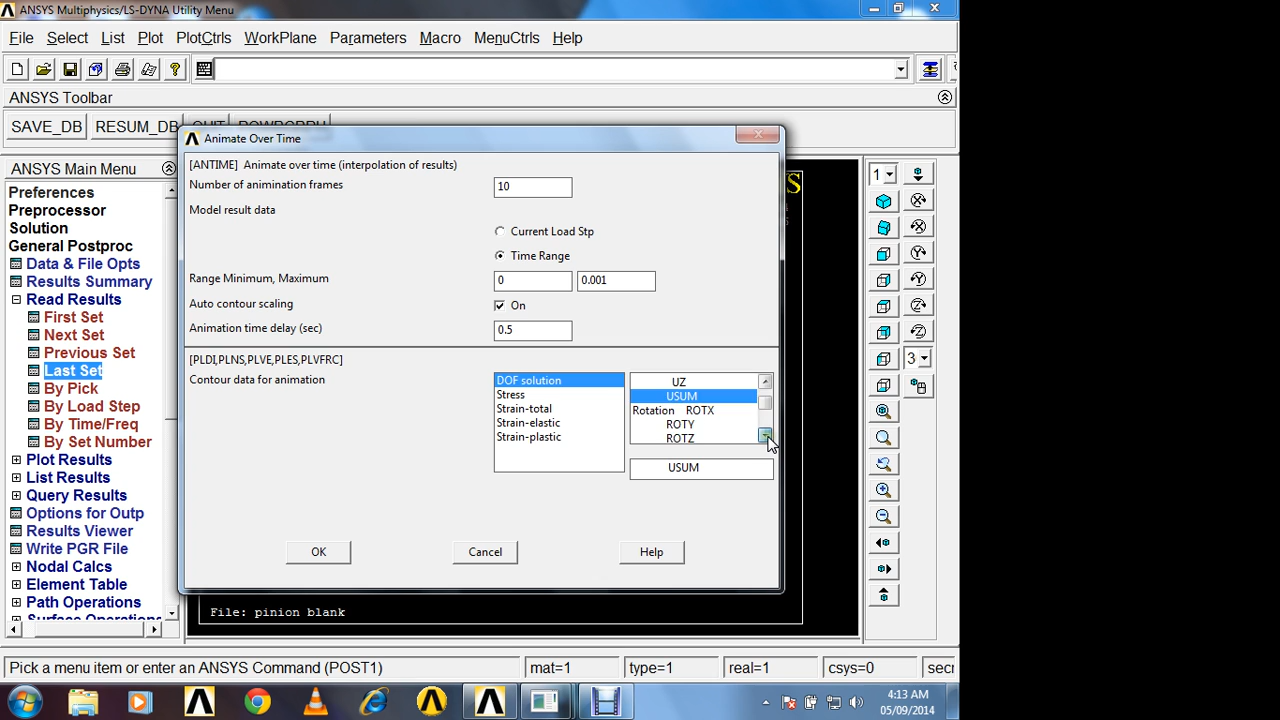 ANSYS Multiphysics/LS-DYNA Utility Menu
File Select List Plot PlotCtrls WorkPlane Parameters Macro MenuCtrls Help
ANSYS Toolbar
SAVE_DB RESUM_DB
ANSYS Main Menu
Preferences
Preprocessor
Solution
General Postproc
Data & File Opts
Results Summary
Read Results
First Set
Next Set
Previous Set
Last Set
By Pick
By Load Step
By Time/Freq
By Set Number
Plot Results
List Results
Query Results
Options for Outp
Results Viewer
Write PGR File
Nodal Calcs
Element Table
Path Operations
Surface Operations
Animate Over Time
[ANTIME] Animate over time (interpolation of results)
Number of animination frames 10
Model result data
Current Load Stp
Time Range
Range Minimum, Maximum 0 0.001
Auto contour scaling On
Animation time delay (sec) 0.5
[PLDI,PLNS,PLVE,PLES,PLVFRC]
Contour data for animation
DOF solution
Stress
Strain-total
Strain-elastic
Strain-plastic
UZ
USUM
Rotation ROTX
ROTY
ROTZ
USUM
OK Cancel Help
File: pinion blank
1
3
Pick a menu item or enter an ANSYS Command (POST1) mat=1 type=1 real=1 csys=0 sec
4:13 AM
05/09/2014